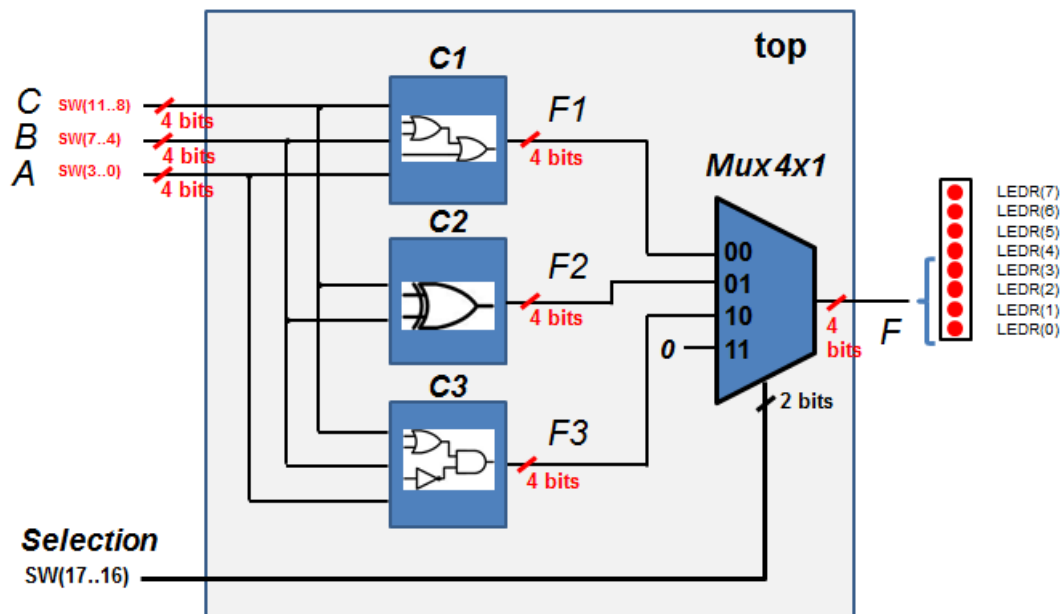 top
C1
C SW(11..8)
4 bits
B SW(7..4)
4 bits
A SW(3..0)
4 bits
F1
4 bits
Mux 4x1
C2
F2
4 bits
C3
F3
4 bits
00
01
10
0 11
4
bits
F
2 bits
LEDR(7)
LEDR(6)
LEDR(5)
LEDR(4)
LEDR(3)
LEDR(2)
LEDR(1)
LEDR(0)
Selection
SW(17..16)